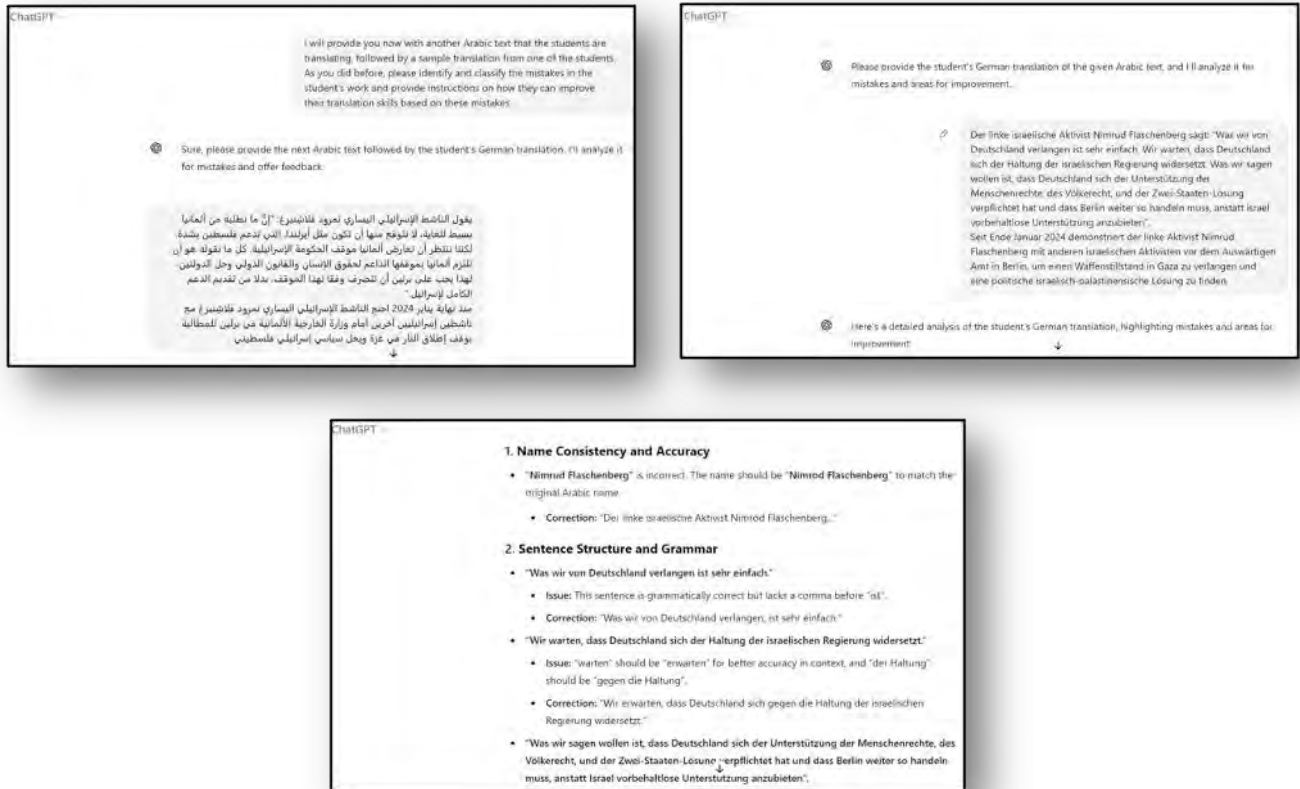 ChatGPT
I will provide you now with another Arabic text that the students are
translating, followed by a sample translation from one of the students.
As you did before, please identify and classify the mistakes in the
student's work and provide instructions on how they can improve
their translation skills based on these mistakes.
Sure, please provide the next Arabic text followed by the student's German translation. I'll analyze it
for mistakes and offer feedback.
يقول الناشط الإسرائيلي اليساري نمرود فلاشنبرغ: "إنَّ ما نطلبه من ألمانيا
بسيط للغاية، لا نتوقع منها أن تكون مثل أيرلندا، التي تدعم فلسطين بشدة.
لكننا ننتظر أن تعارض ألمانيا موقف الحكومة الإسرائيلية. كل ما نقوله هو أن
تلتزم ألمانيا بموقفها الداعم لحقوق الإنسان والقانون الدولي وحل الدولتين.
لهذا يجب على برلين أن تتصرف وفقا لهذا الموقف، بدلا من تقديم الدعم
الكامل لإسرائيل."
منذ نهاية يناير 2024 احتج الناشط الإسرائيلي اليساري نمرود فلاشنبرغ مع
ناشطين إسرائيليين آخرين أمام وزارة الخارجية الألمانية في برلين للمطالبة
بوقف إطلاق النار في غزة وبحل سياسي إسرائيلي فلسطيني
ChatGPT
Please provide the student's German translation of the given Arabic text, and I'll analyze it for
mistakes and areas for improvement.
Der linke israelische Aktivist Nimrud Flaschenberg sagt: "Was wir von
Deutschland verlangen ist sehr einfach. Wir warten, dass Deutschland
sich der Haltung der israelischen Regierung widersetzt. Was wir sagen
wollen ist, dass Deutschland sich der Unterstützung der
Menschenrechte, des Völkerecht, und der Zwei-Staaten-Lösung
verpflichtet hat und dass Berlin weiter so handeln muss, anstatt Israel
vorbehaltlose Unterstützung anzubieten".
Seit Ende Januar 2024 demonstriert der linke Aktivist Nimrud
Flaschenberg mit anderen israelischen Aktivisten vor dem Auswärtigen
Amt in Berlin, um einen Waffenstillstand in Gaza zu verlangen und
eine politische israelisch-palästinensische Lösung zu finden.
Here's a detailed analysis of the student's German translation, highlighting mistakes and areas for
improvement:
ChatGPT
1. Name Consistency and Accuracy
• "Nimrud Flaschenberg" is incorrect. The name should be "Nimrod Flaschenberg" to match the
original Arabic name.
• Correction: "Der linke israelische Aktivist Nimrod Flaschenberg..."
2. Sentence Structure and Grammar
• "Was wir von Deutschland verlangen ist sehr einfach."
• Issue: This sentence is grammatically correct but lacks a comma before "ist".
• Correction: "Was wir von Deutschland verlangen, ist sehr einfach."
• "Wir warten, dass Deutschland sich der Haltung der israelischen Regierung widersetzt."
• Issue: "warten" should be "erwarten" for better accuracy in context, and "der Haltung"
should be "gegen die Haltung".
• Correction: "Wir erwarten, dass Deutschland sich gegen die Haltung der israelischen
Regierung widersetzt."
• "Was wir sagen wollen ist, dass Deutschland sich der Unterstützung der Menschenrechte, des
Völkerecht, und der Zwei-Staaten-Lösung verpflichtet hat und dass Berlin weiter so handeln
muss, anstatt Israel vorbehaltlose Unterstützung anzubieten".